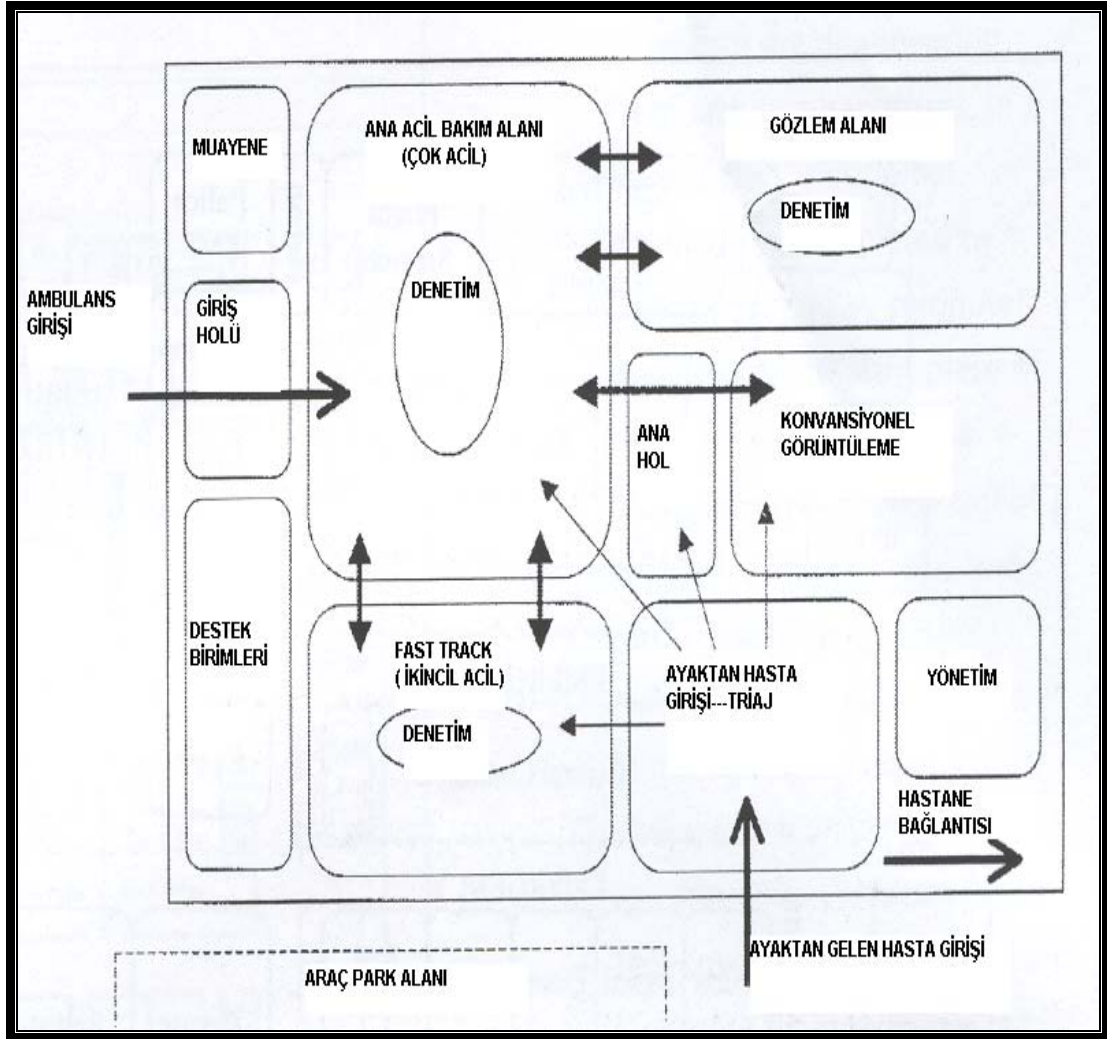 MUAYENE
ANA ACİL BAKIM ALANI
(ÇOK ACİL)
GÖZLEM ALANI
DENETİM
DENETİM
AMBULANS
GİRİŞİ
GİRİŞ
HOLÜ
ANA
HOL
KONVANSİYONEL
GÖRÜNTÜLEME
DESTEK
BİRİMLERİ
FAST TRACK
( İKİNCİL ACİL)
DENETİM
AYAKTAN HASTA
GİRİŞİ---TRİAJ
YÖNETİM
HASTANE
BAĞLANTISI
AYAKTAN GELEN HASTA GİRİŞİ
ARAÇ PARK ALANI